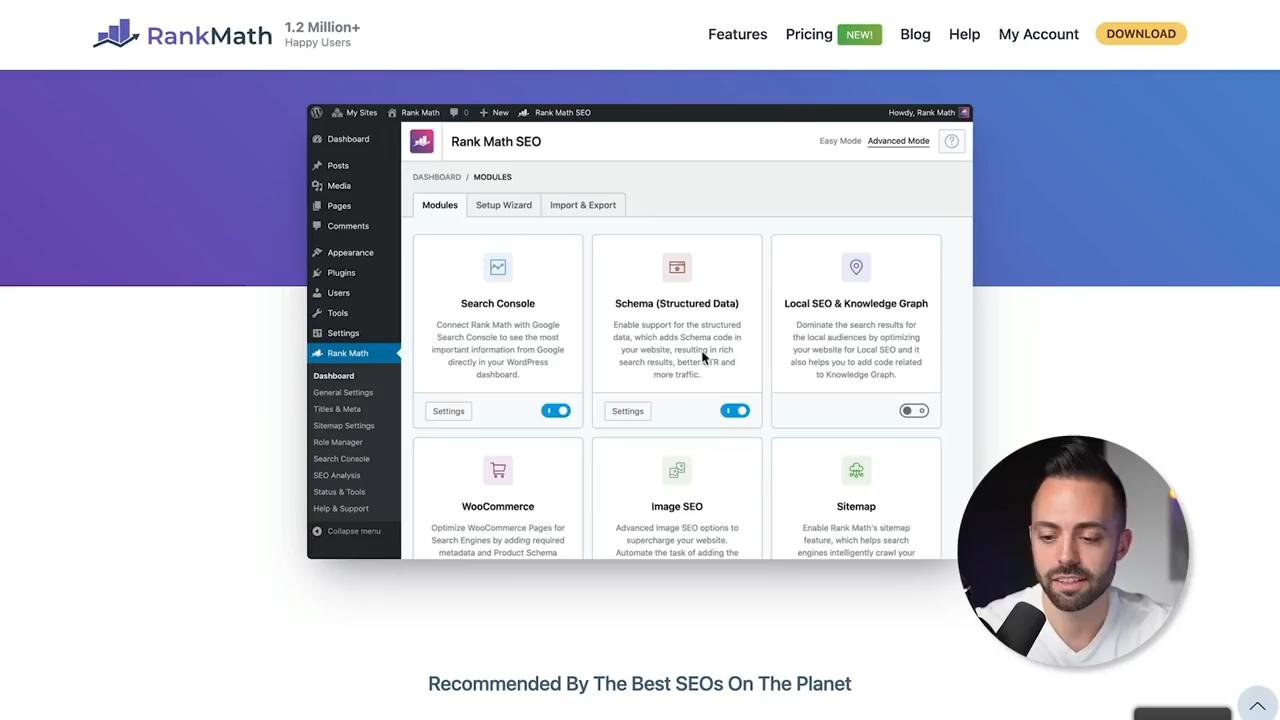 RankMath
1.2 Million+
Happy Users
Features
Pricing
NEW!
Blog
Help
My Account
DOWNLOAD
My Sites
Rank Math
0
New
Rank Math SEO
Howdy, Rank Math
Dashboard
Posts
Media
Pages
Comments
Appearance
Plugins
Users
Tools
Settings
Rank Math
Dashboard
General Settings
Titles & Meta
Sitemap Settings
Role Manager
Search Console
SEO Analysis
Status & Tools
Help & Support
Collapse menu
Rank Math SEO
Easy Mode
Advanced Mode
DASHBOARD / MODULES
Modules
Setup Wizard
Import & Export
Search Console
Connect Rank Math with Google
Search Console to see the most
important information from Google
directly in your WordPress
dashboard.
Settings
Schema (Structured Data)
Enable support for the structured
data, which adds Schema code in
your website, resulting in rich
search results, better CTR and
more traffic.
Settings
Local SEO & Knowledge Graph
Dominate the search results for
the local audiences by optimizing
your website for Local SEO and it
also helps you to add code related
to Knowledge Graph.
WooCommerce
Optimize WooCommerce Pages for
Search Engines by adding required
metadata and Product Schema
Image SEO
Advanced Image SEO options to
supercharge your website.
Automate the task of adding the
Sitemap
Enable Rank Math's sitemap
feature, which helps search
engines intelligently crawl your
Recommended By The Best SEOs On The Planet